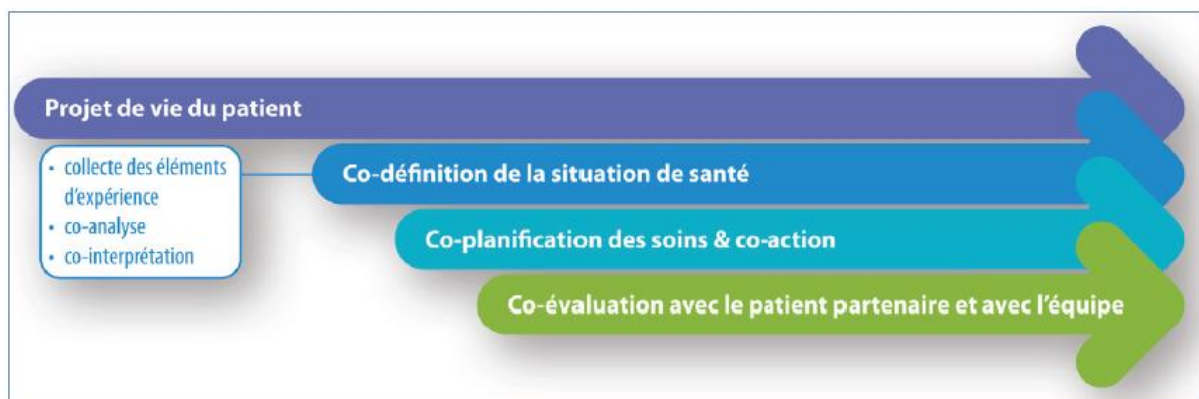 Projet de vie du patient
• collecte des éléments
d'expérience
• co-analyse
• co-interprétation
Co-définition de la situation de santé
Co-planification des soins & co-action
Co-évaluation avec le patient partenaire et avec l'équipe